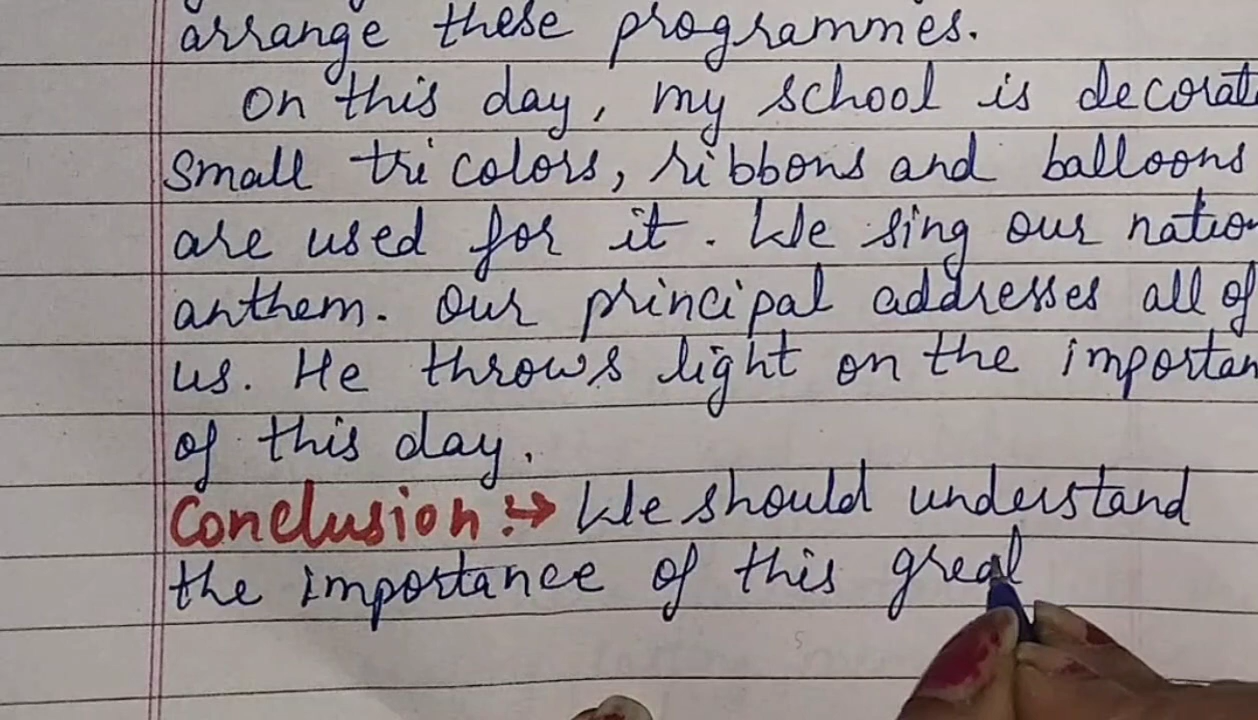 arrange these programmes.
On this day, my school is decorat
small tri colors, ribbons and balloons
are used for it. We sing our natio
anthem. Our principal addresses all of
us. He throws light on the importan
of this day.
Conclusion :→ We should understand
the importance of this great